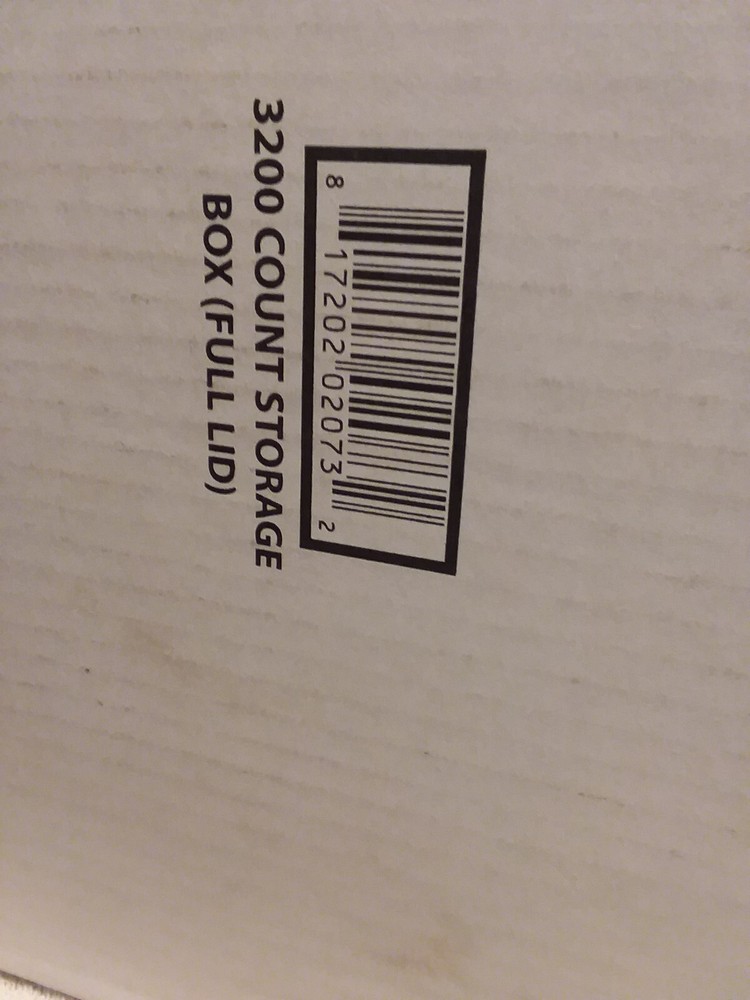 8 17202 02073 2
3200 COUNT STORAGE
BOX (FULL LID)